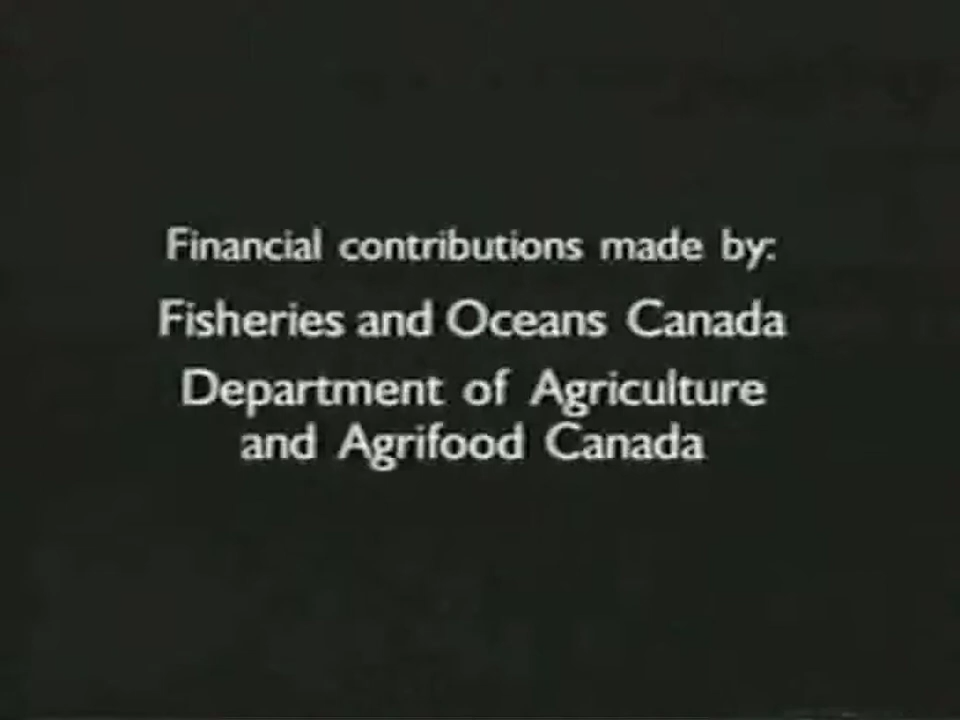 Financial contributions made by:
Fisheries and Oceans Canada
Department of Agriculture
and Agrifood Canada